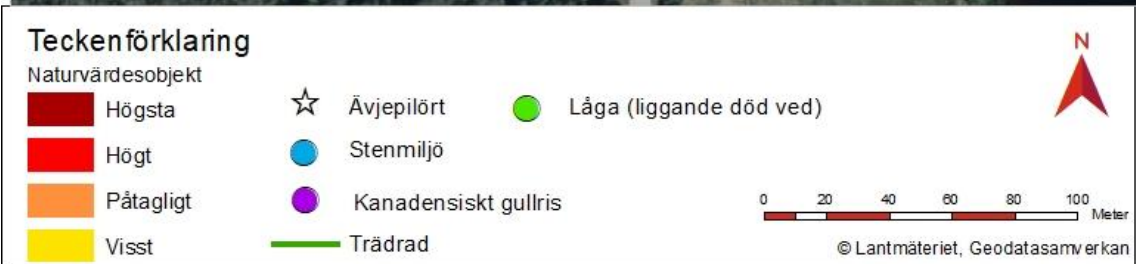 Teckenförklaring
Naturvärdesobjekt
Högsta
Högt
Påtagligt
Visst
Ävjepilört
Stenmiljö
Kanadensiskt gullris
Trädrad
Låga (liggande död ved)
N
0 20 40 60 80 100
Meter
© Lantmäteriet, Geodatasamverkan